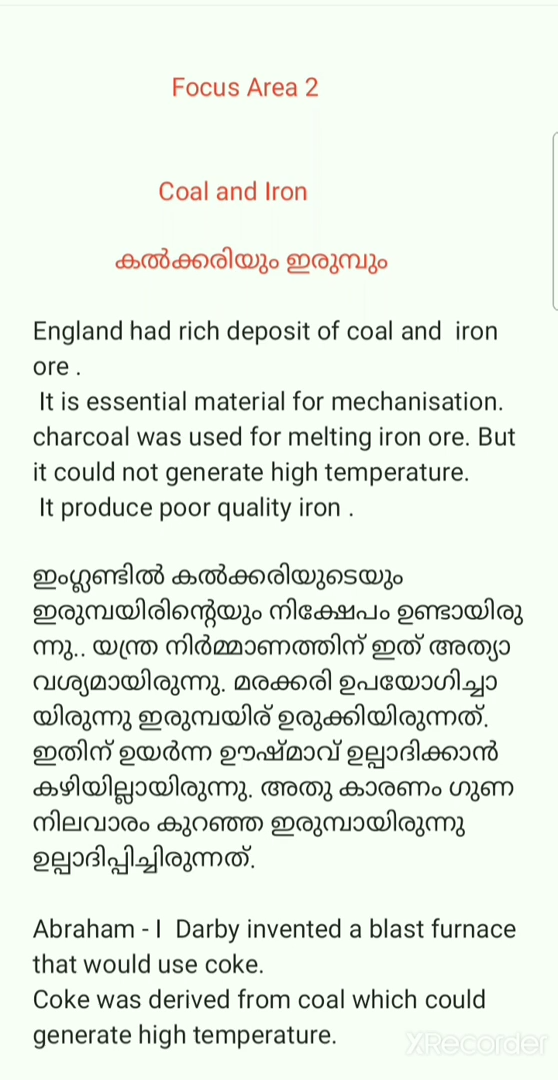 Focus Area 2
Coal and Iron
കൽക്കരിയും ഇരുമ്പും
England had rich deposit of coal and  iron
ore .
It is essential material for mechanisation.
charcoal was used for melting iron ore. But
it could not generate high temperature.
It produce poor quality iron .
ഇംഗ്ലണ്ടിൽ കൽക്കരിയുടെയും
ഇരുമ്പയിരിന്റെയും നിക്ഷേപം ഉണ്ടായിരു
ന്നു.. യന്ത്ര നിർമ്മാണത്തിന് ഇത് അത്യാ
വശ്യമായിരുന്നു. മരക്കരി ഉപയോഗിച്ചാ
യിരുന്നു ഇരുമ്പയിര് ഉരുക്കിയിരുന്നത്.
ഇതിന് ഉയർന്ന ഊഷ്മാവ് ഉല്പാദിക്കാൻ
കഴിയില്ലായിരുന്നു. അതു കാരണം ഗുണ
നിലവാരം കുറഞ്ഞ ഇരുമ്പായിരുന്നു
ഉല്പാദിപ്പിച്ചിരുന്നത്.
Abraham - I  Darby invented a blast furnace
that would use coke.
Coke was derived from coal which could
generate high temperature.
XRecorder